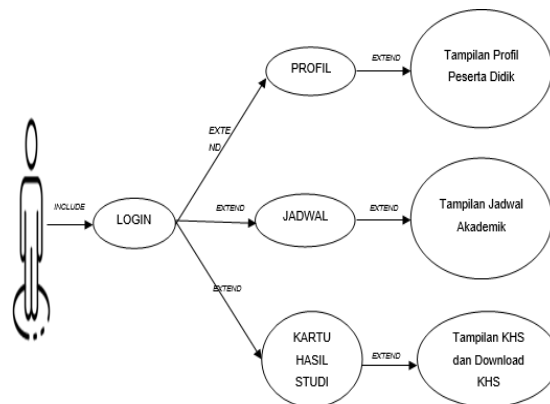 INCLUDE
LOGIN
EXTE
ND
PROFIL
EXTEND
Tampilan Profil
Peserta Didik
EXTEND
JADWAL
EXTEND
Tampilan Jadwal
Akademik
EXTEND
KARTU
HASIL
STUDI
EXTEND
Tampilan KHS
dan Download
KHS